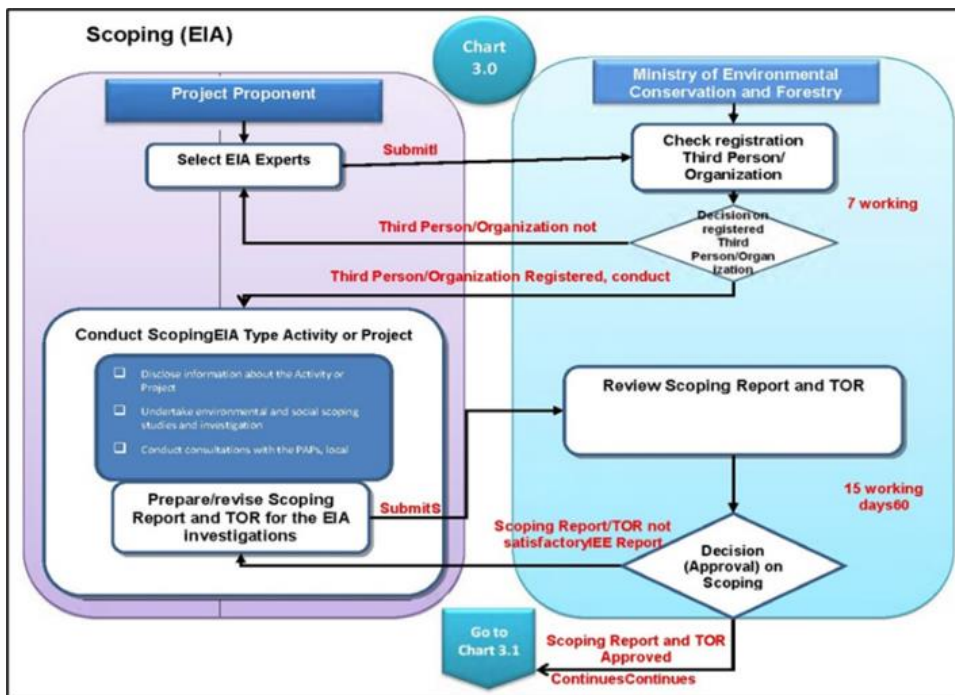 Scoping (EIA)
Chart
3.0
Project Proponent
Ministry of Environmental
Conservation and Forestry
Select EIA Experts
SubmitI
Check registration
Third Person/
Organization
7 working
Decision on
registered
Third
Person/Organ
ization
Third Person/Organization not
Third Person/Organization Registered, conduct
Conduct ScopingEIA Type Activity or Project
Disclose information about the Activity or
Project
Undertake environmental and social scoping
studies and investigation
Conduct consultations with the PAPs, local
Prepare/revise Scoping
Report and TOR for the EIA
investigations
SubmitS
Review Scoping Report and TOR
15 working
days60
Scoping Report/TOR not
satisfactoryIEE Report
Decision
(Approval) on
Scoping
Go to
Chart 3.1
Scoping Report and TOR
Approved
ContinuesContinues